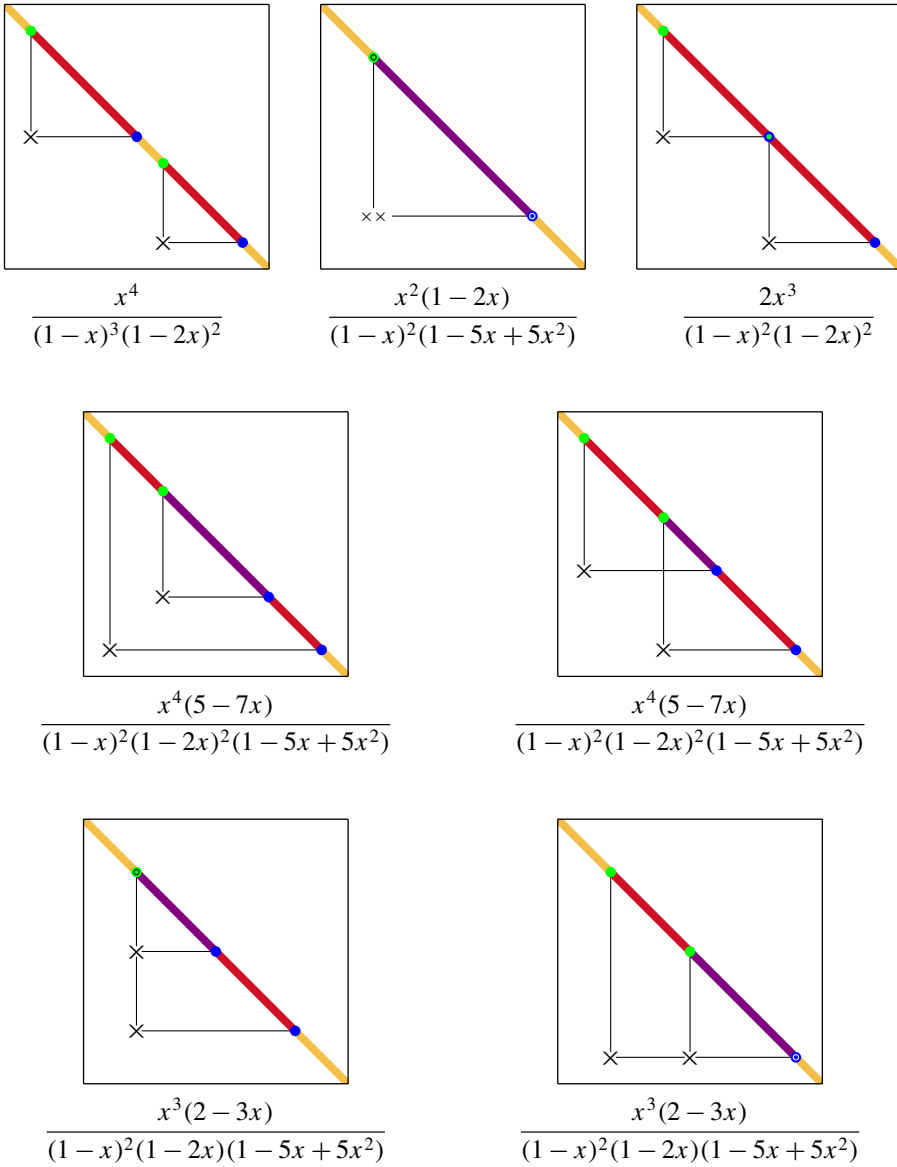 x^4 / ((1 − x)^3(1 − 2x)^2)
x^2(1 − 2x) / ((1 − x)^2(1 − 5x + 5x^2))
2x^3 / ((1 − x)^2(1 − 2x)^2)
x^4(5 − 7x) / ((1 − x)^2(1 − 2x)^2(1 − 5x + 5x^2))
x^4(5 − 7x) / ((1 − x)^2(1 − 2x)^2(1 − 5x + 5x^2))
x^3(2 − 3x) / ((1 − x)^2(1 − 2x)(1 − 5x + 5x^2))
x^3(2 − 3x) / ((1 − x)^2(1 − 2x)(1 − 5x + 5x^2))